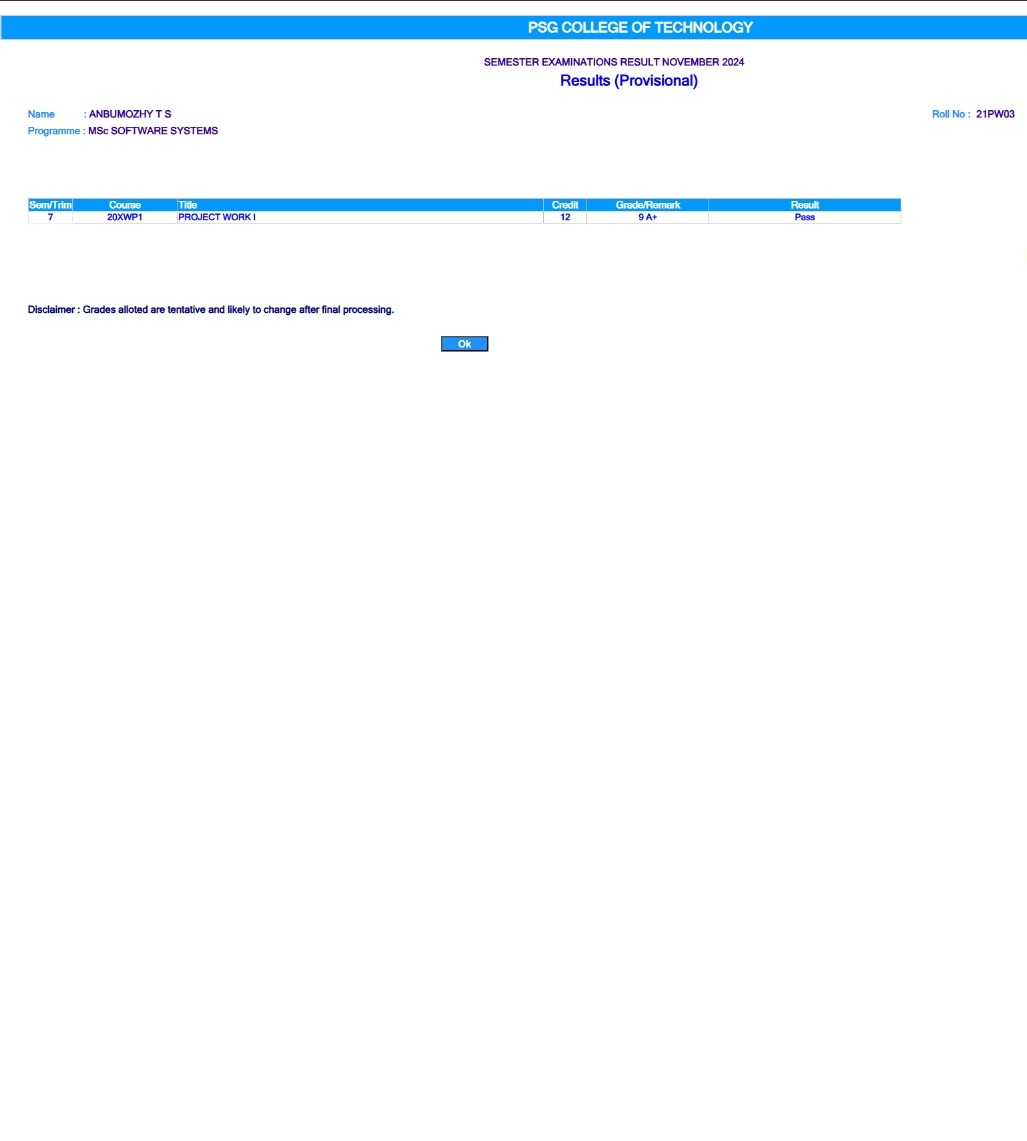 PSG COLLEGE OF TECHNOLOGY
SEMESTER EXAMINATIONS RESULT NOVEMBER 2024
Results (Provisional)
Name : ANBUMOZHY T S Roll No : 21PW03
Programme : MSc SOFTWARE SYSTEMS
Sem/Trim Course Title Credit Grade/Remark Result
7 20XWP1 PROJECT WORK I 12 9 A+ Pass
Disclaimer : Grades alloted are tentative and likely to change after final processing.
Ok